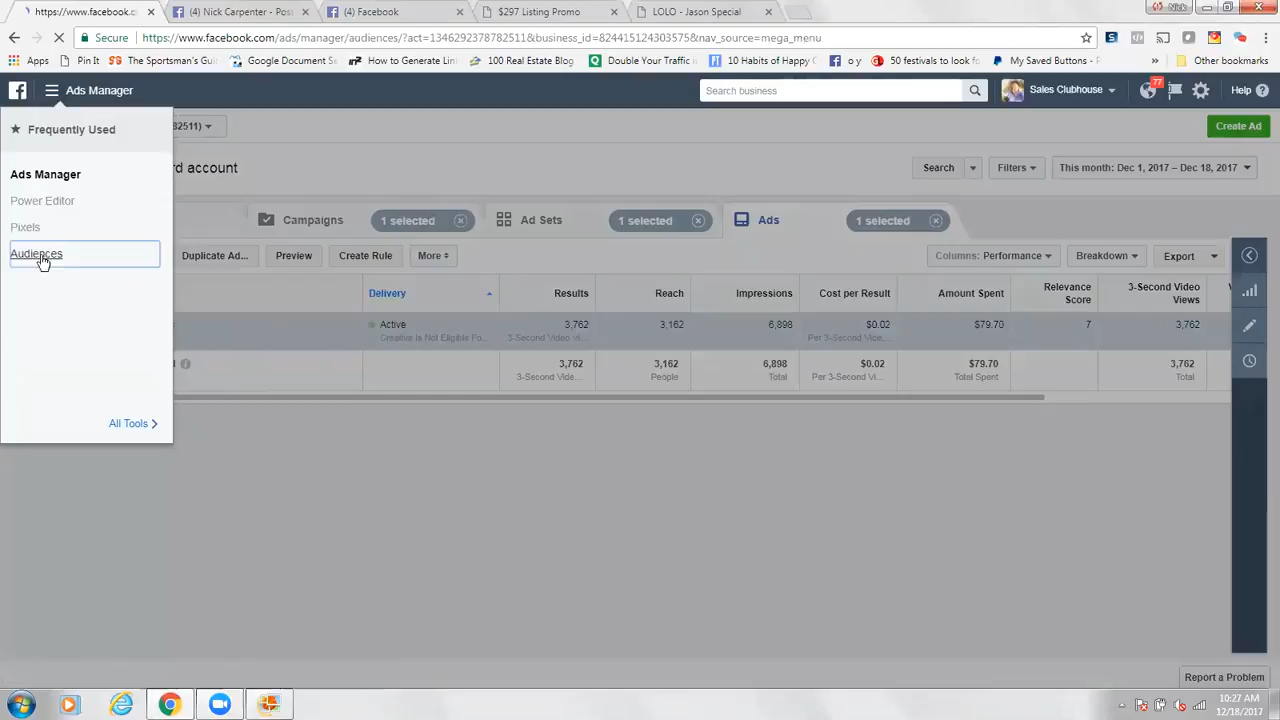 https://www.facebook.c
(4) Nick Carpenter - Pos
(4) Facebook
$297 Listing Promo
LOLO - Jason Special
Nick
Secure
https://www.facebook.com/ads/manager/audiences/?act=1346292378782511&business_id=824415124303575&nav_source=mega_menu
Apps
Pin It
The Sportsman's Gu
Google Document S
How to Generate Lin
100 Real Estate Blog
Double Your Traffic
10 Habits of Happy C
o y
50 festivals to look f
My Saved Buttons - P
Other bookmarks
Ads Manager
Search business
Sales Clubhouse
77
Help
Frequently Used
Ads Manager
Power Editor
Pixels
Audiences
All Tools
82511)
Create Ad
rd account
Search
Filters
This month: Dec 1, 2017 – Dec 18, 2017
Campaigns
1 selected
Ad Sets
1 selected
Ads
1 selected
Duplicate Ad...
Preview
Create Rule
More
Columns: Performance
Breakdown
Export
Delivery
Results
Reach
Impressions
Cost per Result
Amount Spent
Relevance Score
3-Second Video Views
Active
Creative Is Not Eligible Fo...
3,762
3-Second Video Vi...
3,162
6,898
$0.02
Per 3-Second Vide...
$79.70
7
3,762
3,762
3-Second Vide...
3,162
People
6,898
Total
$0.02
Per 3-Second Vi...
$79.70
Total Spent
3,762
Total
Report a Problem
10:27 AM
12/18/2017